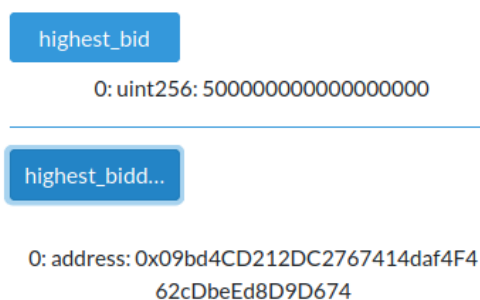 highest_bid
0: uint256: 500000000000000000
highest_bidd...
0: address: 0x09bd4CD212DC2767414daf4F4
62cDbeEd8D9D674